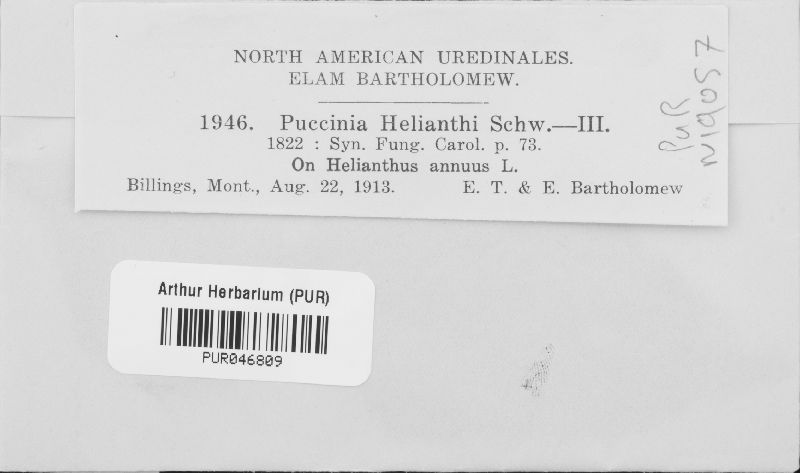 NORTH AMERICAN UREDINALES.
ELAM BARTHOLOMEW.
1946. Puccinia Helianthi Schw.—III.
1822 : Syn. Fung. Carol. p. 73.
On Helianthus annuus L.
Billings, Mont., Aug. 22, 1913. E. T. & E. Bartholomew
PUR
N19057
Arthur Herbarium (PUR)
PUR046809